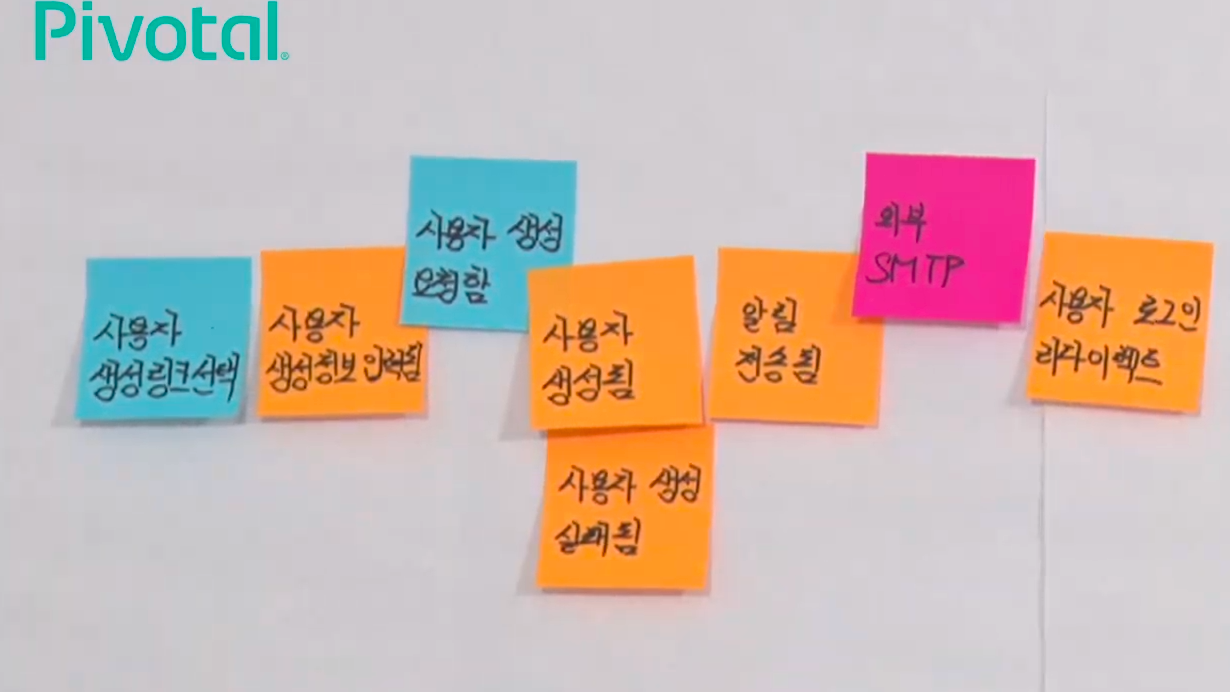 Pivotal
사용자
생성링크선택
사용자
생성정보입력됨
사용자 생성
요청함
사용자
생성됨
사용자 생성
실패됨
알림
전송됨
외부
SMTP
사용자 로그인
리다이렉트